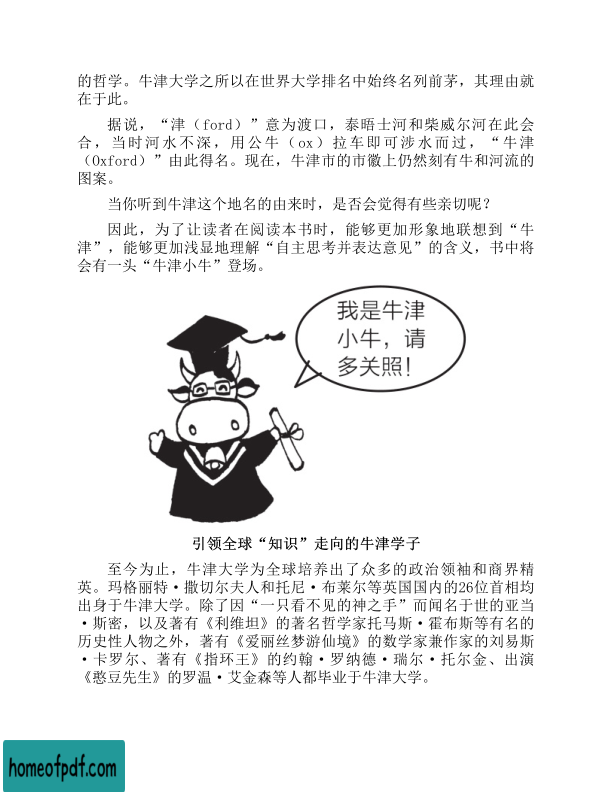 的哲学。牛津大学之所以在世界大学排名中始终名列前茅，其理由就
在于此。
据说，“津（ford）”意为渡口，泰晤士河和柴威尔河在此会
合，当时河水不深，用公牛（ox）拉车即可涉水而过，“牛津
（Oxford）”由此得名。现在，牛津市的市徽上仍然刻有牛和河流的
图案。
当你听到牛津这个地名的由来时，是否会觉得有些亲切呢？
因此，为了让读者在阅读本书时，能够更加形象地联想到“牛
津”，能够更加浅显地理解“自主思考并表达意见”的含义，书中将
会有一头“牛津小牛”登场。
我是牛津
小牛，请
多关照！
引领全球“知识”走向的牛津学子
至今为止，牛津大学为全球培养出了众多的政治领袖和商界精
英。玛格丽特·撒切尔夫人和托尼·布莱尔等英国国内的26位首相均
出身于牛津大学。除了因“一只看不见的神之手”而闻名于世的亚当
·斯密，以及著有《利维坦》的著名哲学家托马斯·霍布斯等有名的
历史性人物之外，著有《爱丽丝梦游仙境》的数学家兼作家的刘易斯
·卡罗尔、著有《指环王》的约翰·罗纳德·瑞尔·托尔金、出演
《憨豆先生》的罗温·艾金森等人都毕业于牛津大学。
homeofpdf.com